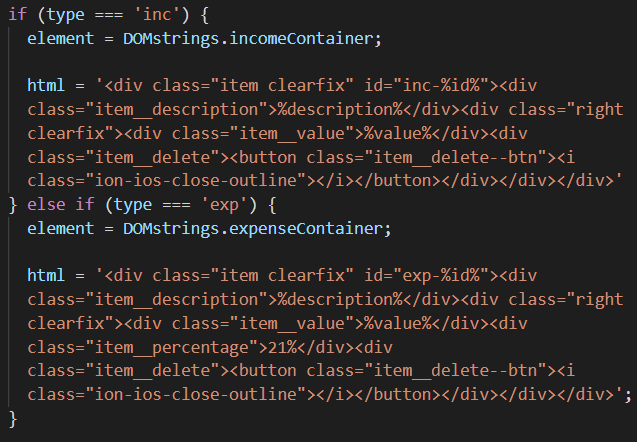 if (type === 'inc') {
element = DOMstrings.incomeContainer;
html = '<div class="item clearfix" id="inc-%id%"><div
class="item__description">%description%</div><div class="right
clearfix"><div class="item__value">%value%</div><div
class="item__delete"><button class="item__delete--btn"><i
class="ion-ios-close-outline"></i></button></div></div></div>'
} else if (type === 'exp') {
element = DOMstrings.expenseContainer;
html = '<div class="item clearfix" id="exp-%id%"><div
class="item__description">%description%</div><div class="right
clearfix"><div class="item__value">%value%</div><div
class="item__percentage">21%</div><div
class="item__delete"><button class="item__delete--btn"><i
class="ion-ios-close-outline"></i></button></div></div></div>';
}